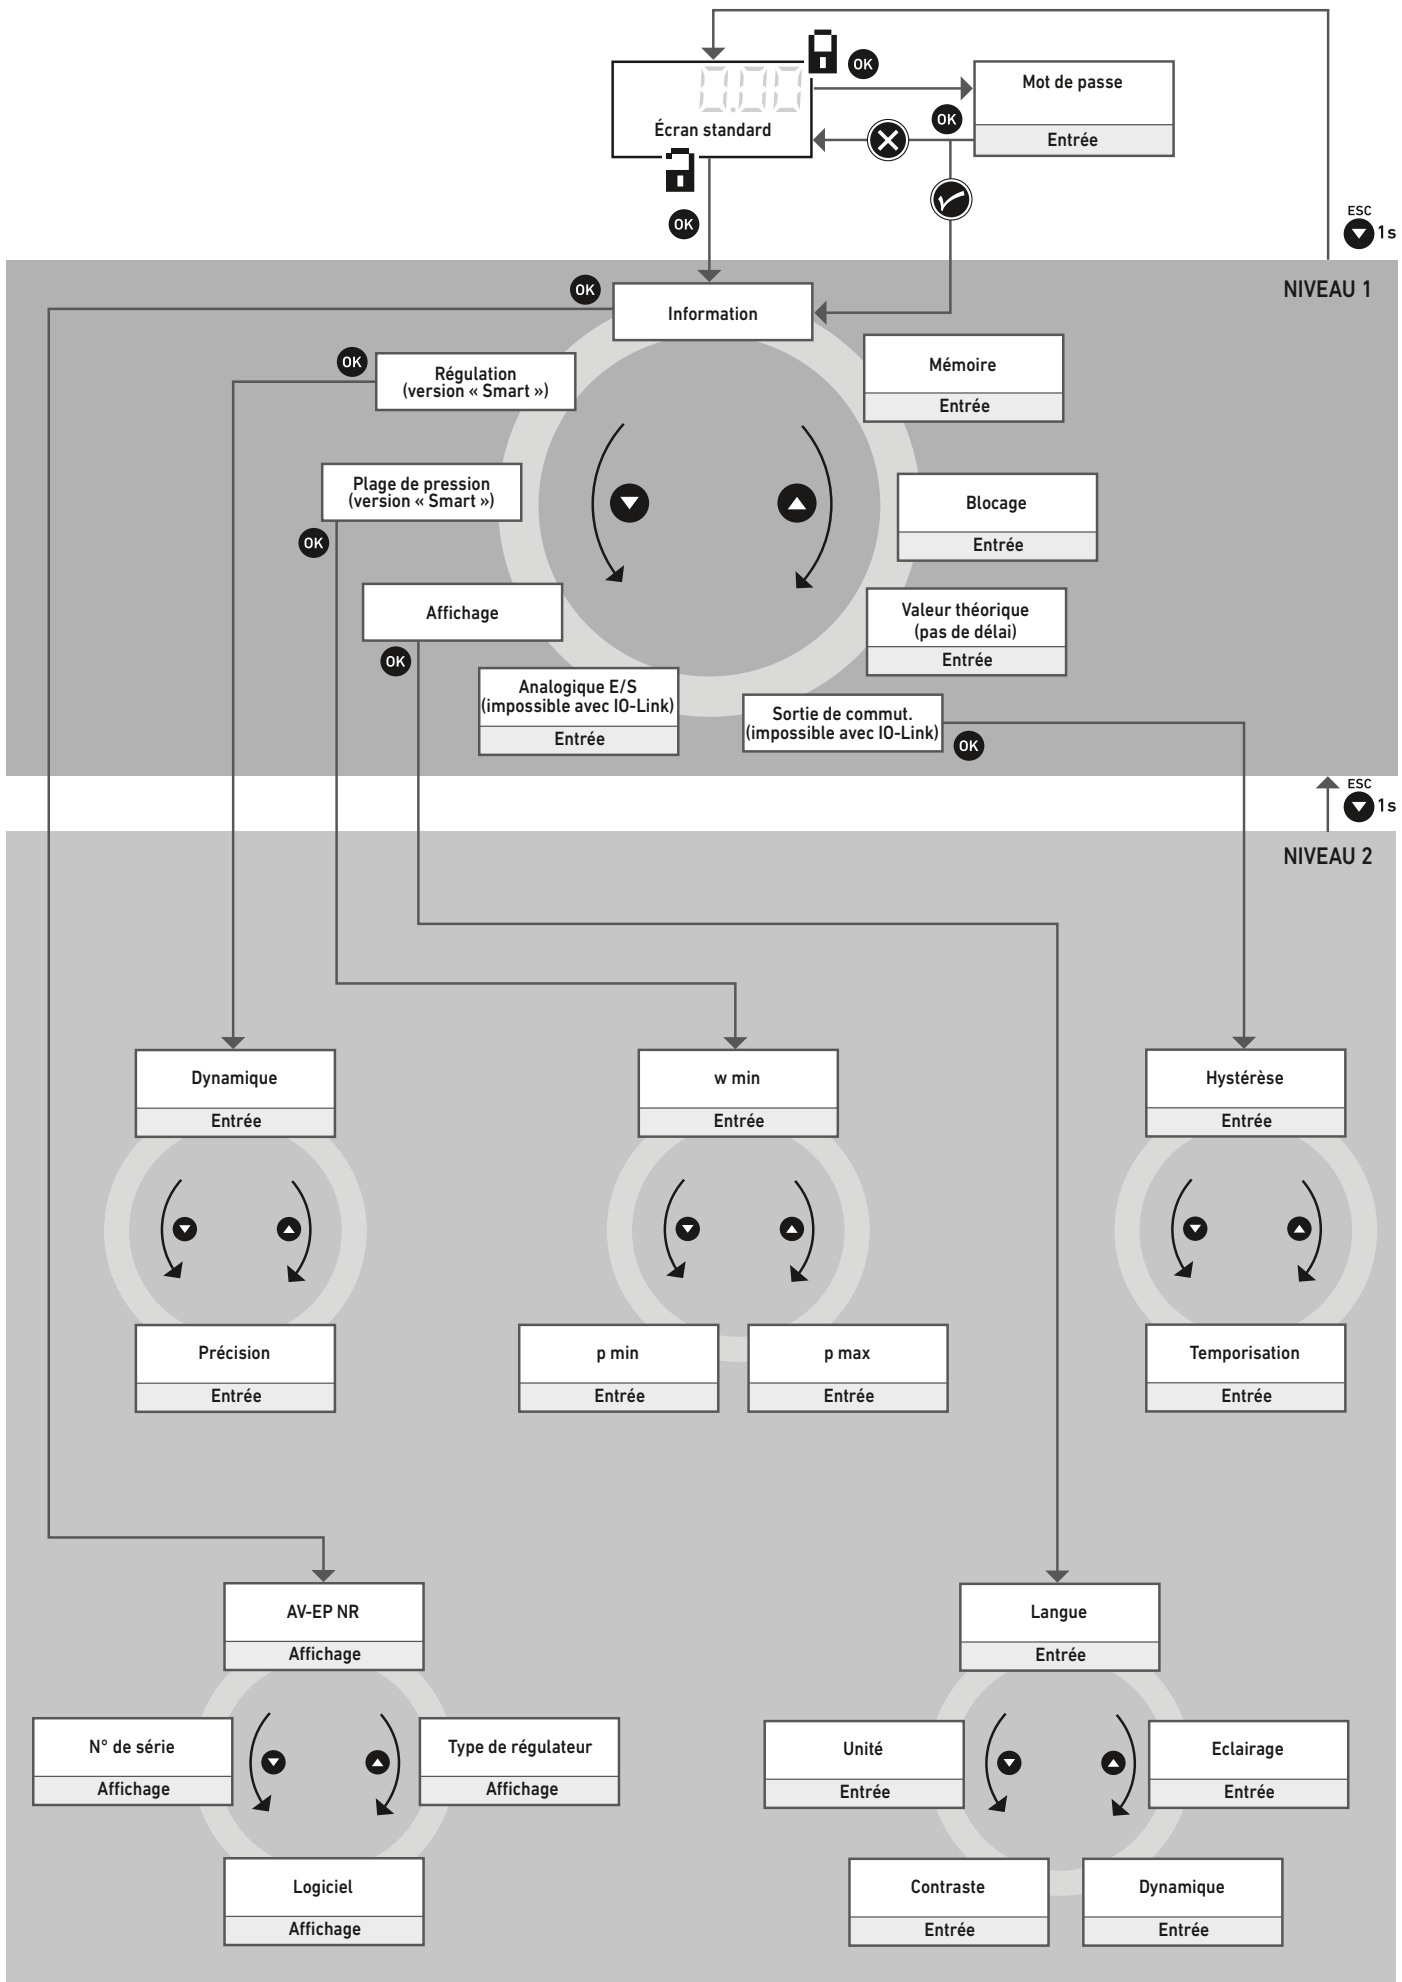 0.00
Écran standard
OK
Mot de passe
Entrée
OK
OK
ESC
1s
NIVEAU 1
OK
Information
OK
Régulation
(version « Smart »)
Mémoire
Entrée
Plage de pression
(version « Smart »)
OK
Blocage
Entrée
Affichage
OK
Valeur théorique
(pas de délai)
Entrée
Analogique E/S
(impossible avec IO-Link)
Entrée
Sortie de commut.
(impossible avec IO-Link)
OK
ESC
1s
NIVEAU 2
Dynamique
Entrée
w min
Entrée
Hystérèse
Entrée
Précision
Entrée
p min
Entrée
p max
Entrée
Temporisation
Entrée
AV-EP NR
Affichage
Langue
Entrée
N° de série
Affichage
Type de régulateur
Affichage
Unité
Entrée
Eclairage
Entrée
Logiciel
Affichage
Contraste
Entrée
Dynamique
Entrée